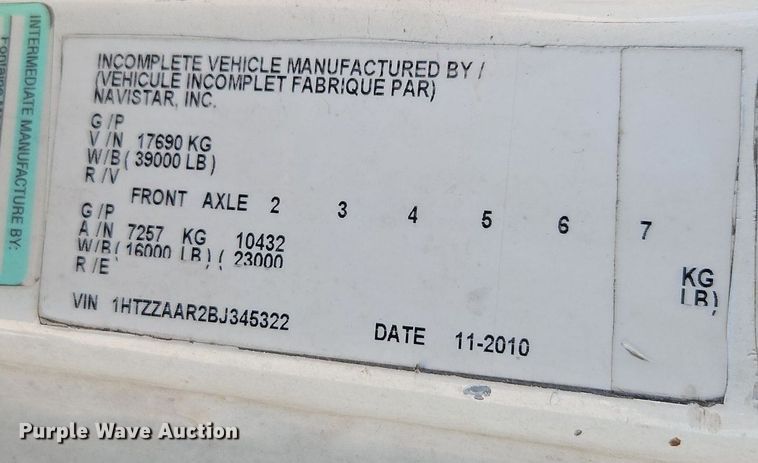 INTERMEDIATE MANUFACTURE BY:
INCOMPLETE VEHICLE MANUFACTURED BY /
(VEHICULE INCOMPLET FABRIQUE PAR)
NAVISTAR, INC.
G /P
V /N 17690 KG
W/B ( 39000 LB )
R /V
FRONT AXLE 2 3 4 5 6 7
G /P
A /N 7257 KG 10432 KG
W/B ( 16000 LB ) ( 23000 LB )
R /E
VIN 1HTZZAAR2BJ345322
DATE 11-2010
Purple Wave Auction